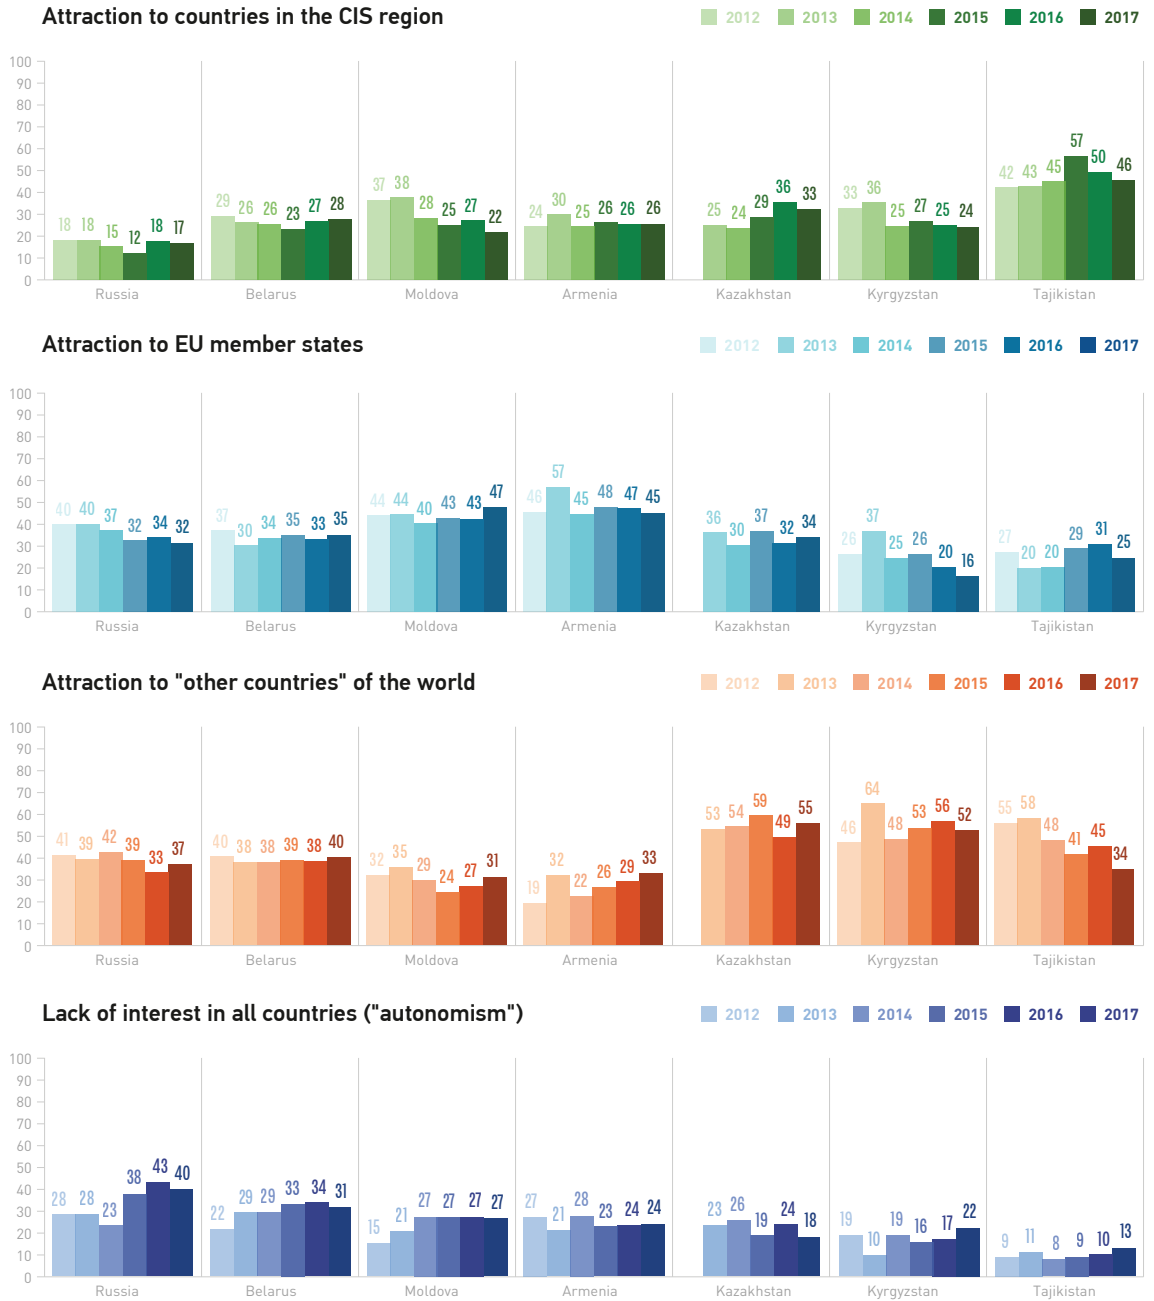 Attraction to countries in the CIS region
2012 2013 2014 2015 2016 2017
100
90
80
70
60
50
40
30
20
10
0
18 18 15 12 18 17
29 26 26 23 27 28
37 38 28 25 27 22
24 30 25 26 26 26
25 24 29 36 33
33 36 25 27 25 24
42 43 45 57 50 46
Russia Belarus Moldova Armenia Kazakhstan Kyrgyzstan Tajikistan
Attraction to EU member states
2012 2013 2014 2015 2016 2017
100
90
80
70
60
50
40
30
20
10
0
40 40 37 32 34 32
37 30 34 35 33 35
44 44 40 43 43 47
46 57 45 48 47 45
36 30 37 32 34
26 37 25 26 20 16
27 20 20 29 31 25
Russia Belarus Moldova Armenia Kazakhstan Kyrgyzstan Tajikistan
Attraction to "other countries" of the world
2012 2013 2014 2015 2016 2017
100
90
80
70
60
50
40
30
20
10
0
41 39 42 39 33 37
40 38 38 39 38 40
32 35 29 24 27 31
19 32 22 26 29 33
53 54 59 49 55
46 64 48 53 56 52
55 58 48 41 45 34
Russia Belarus Moldova Armenia Kazakhstan Kyrgyzstan Tajikistan
Lack of interest in all countries ("autonomism")
2012 2013 2014 2015 2016 2017
100
90
80
70
60
50
40
30
20
10
0
28 28 23 38 43 40
22 29 29 33 34 31
15 21 27 27 27 27
27 21 28 23 24 24
23 26 19 24 18
19 10 19 16 17 22
9 11 8 9 10 13
Russia Belarus Moldova Armenia Kazakhstan Kyrgyzstan Tajikistan